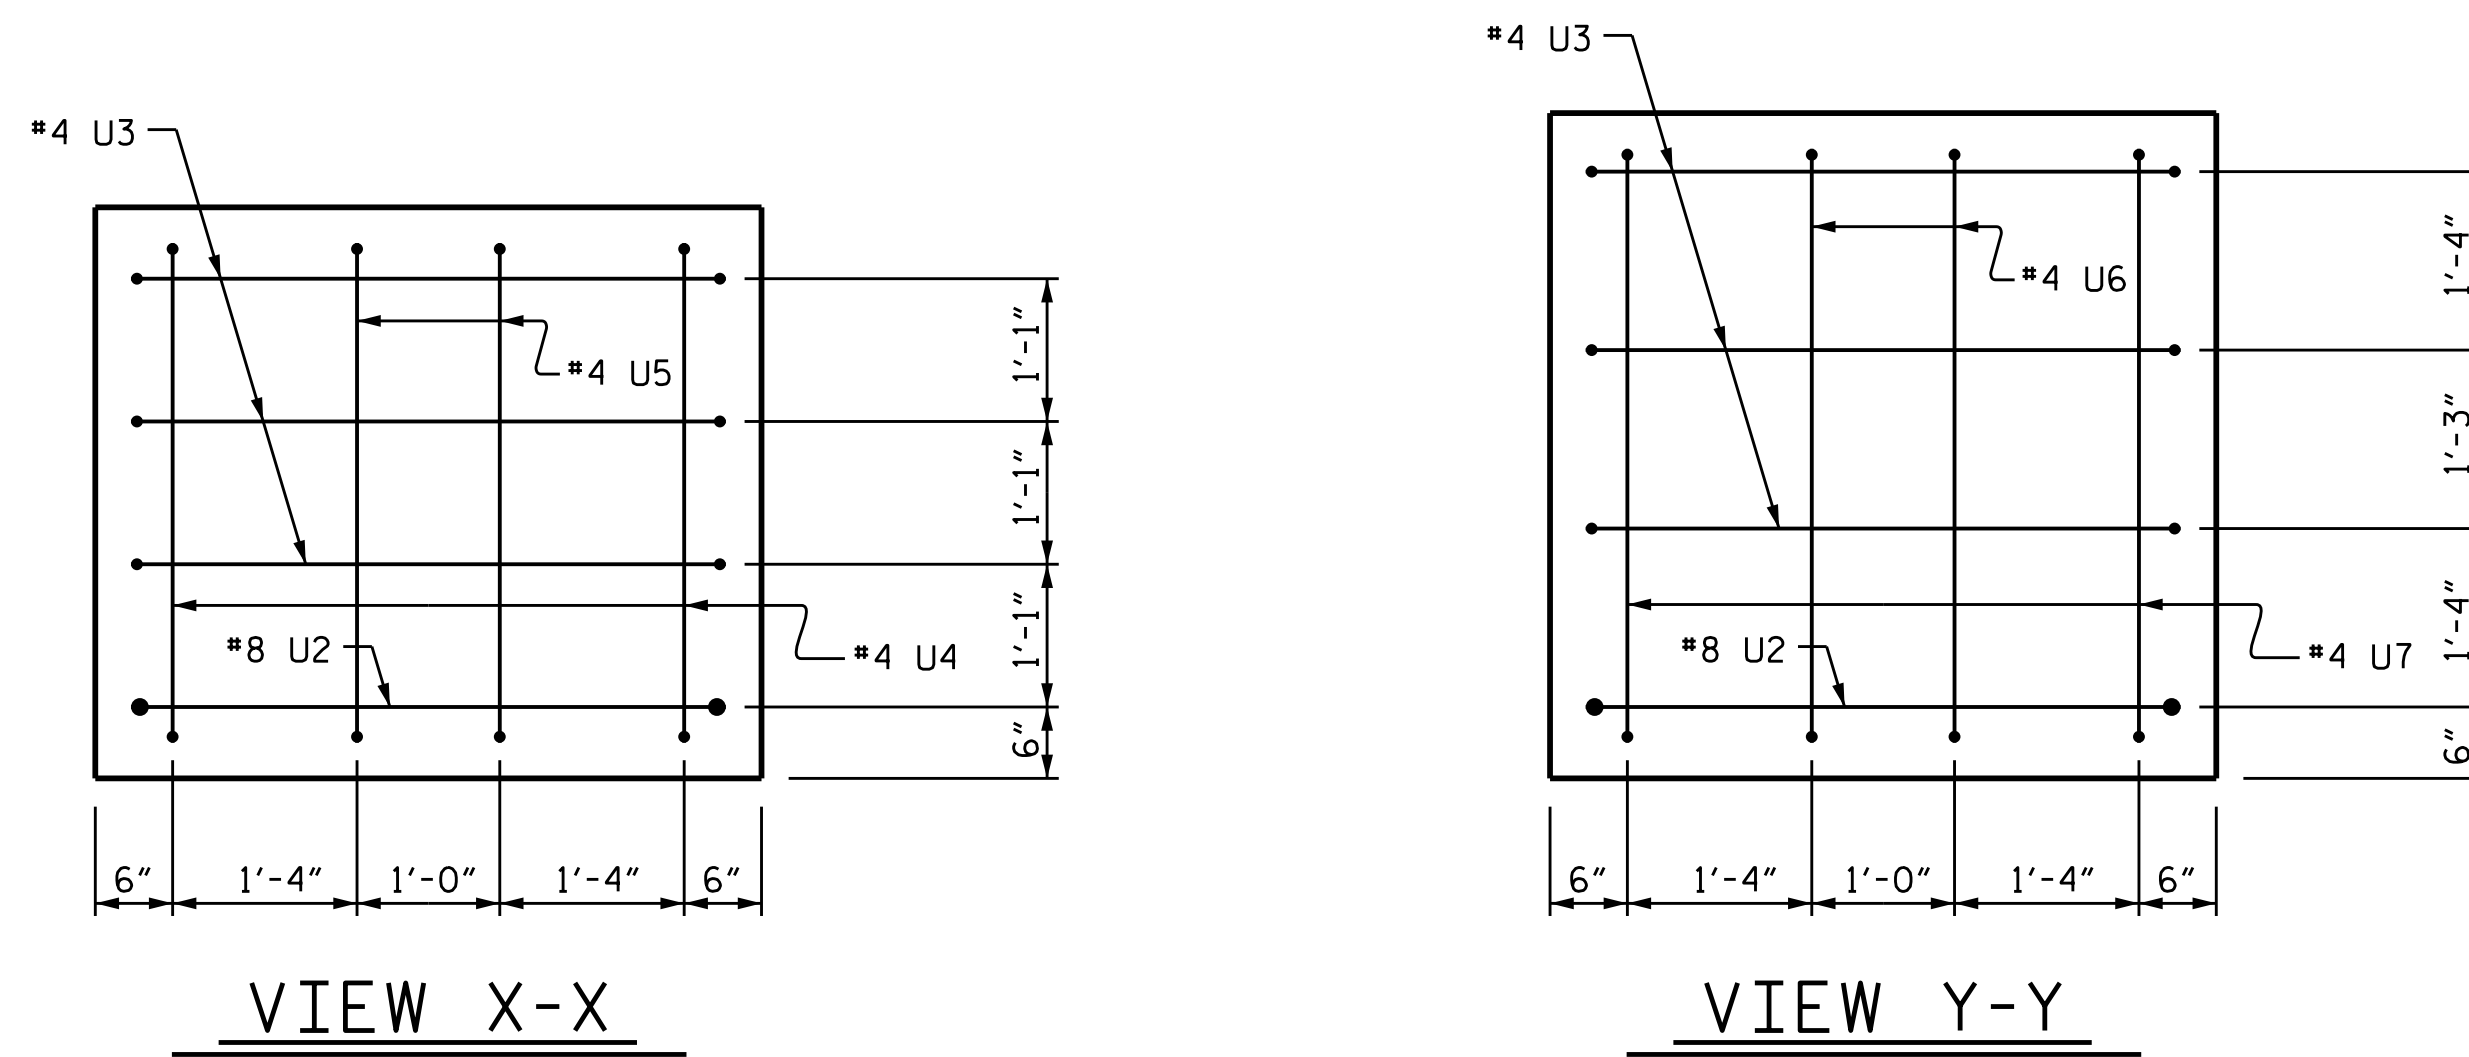 #4 U3
#4 U5
1'-1"
1'-1"
1'-1"
6"
#8 U2
#4 U4
6" 1'-4" 1'-0" 1'-4" 6"
VIEW X-X
#4 U3
#4 U6
1'-4"
1'-3"
1'-4"
6"
#8 U2
#4 U7
6" 1'-4" 1'-0" 1'-4" 6"
VIEW Y-Y